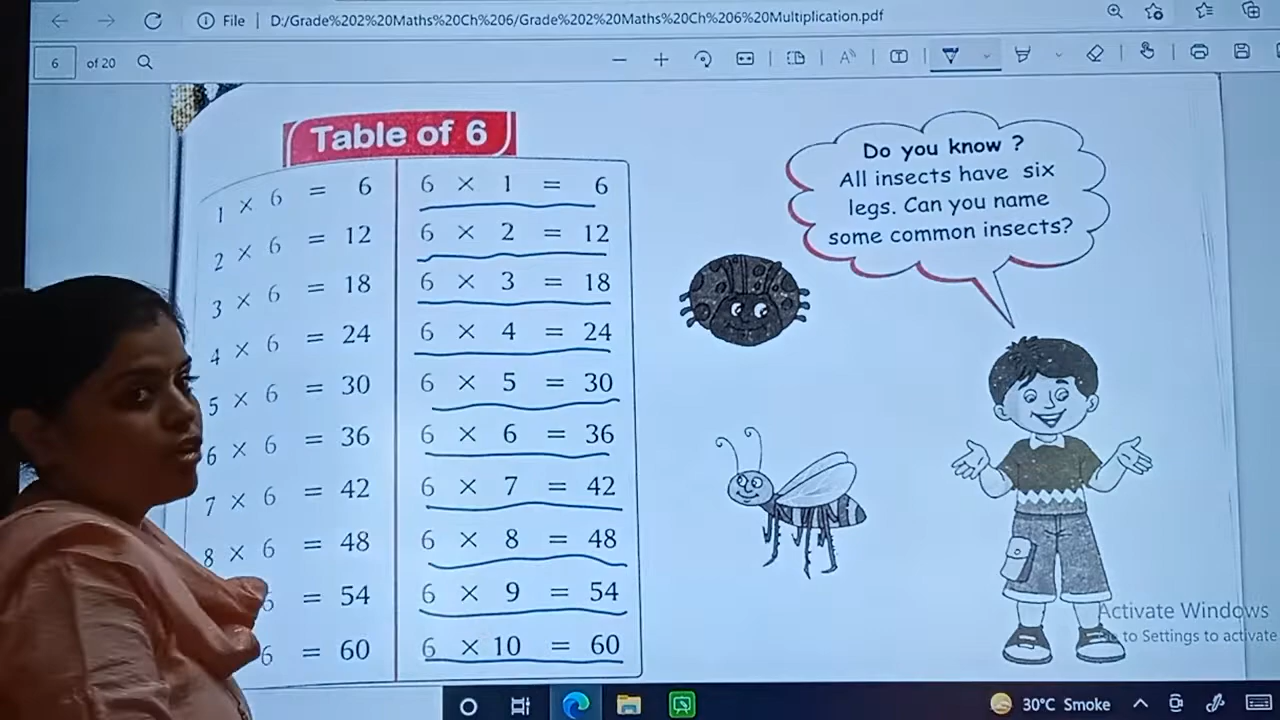 File
D:/Grade%202%20Maths%20Ch%206/Grade%202%20Maths%20Ch%206%20Multiplication.pdf
6 of 20
Table of 6
1 × 6 = 6
2 × 6 = 12
3 × 6 = 18
4 × 6 = 24
5 × 6 = 30
6 × 6 = 36
7 × 6 = 42
8 × 6 = 48
6 = 54
6 = 60
6 × 1 = 6
6 × 2 = 12
6 × 3 = 18
6 × 4 = 24
6 × 5 = 30
6 × 6 = 36
6 × 7 = 42
6 × 8 = 48
6 × 9 = 54
6 × 10 = 60
Do you know ?
All insects have six
legs. Can you name
some common insects?
Activate Windows
to Settings to activate
30°C Smoke